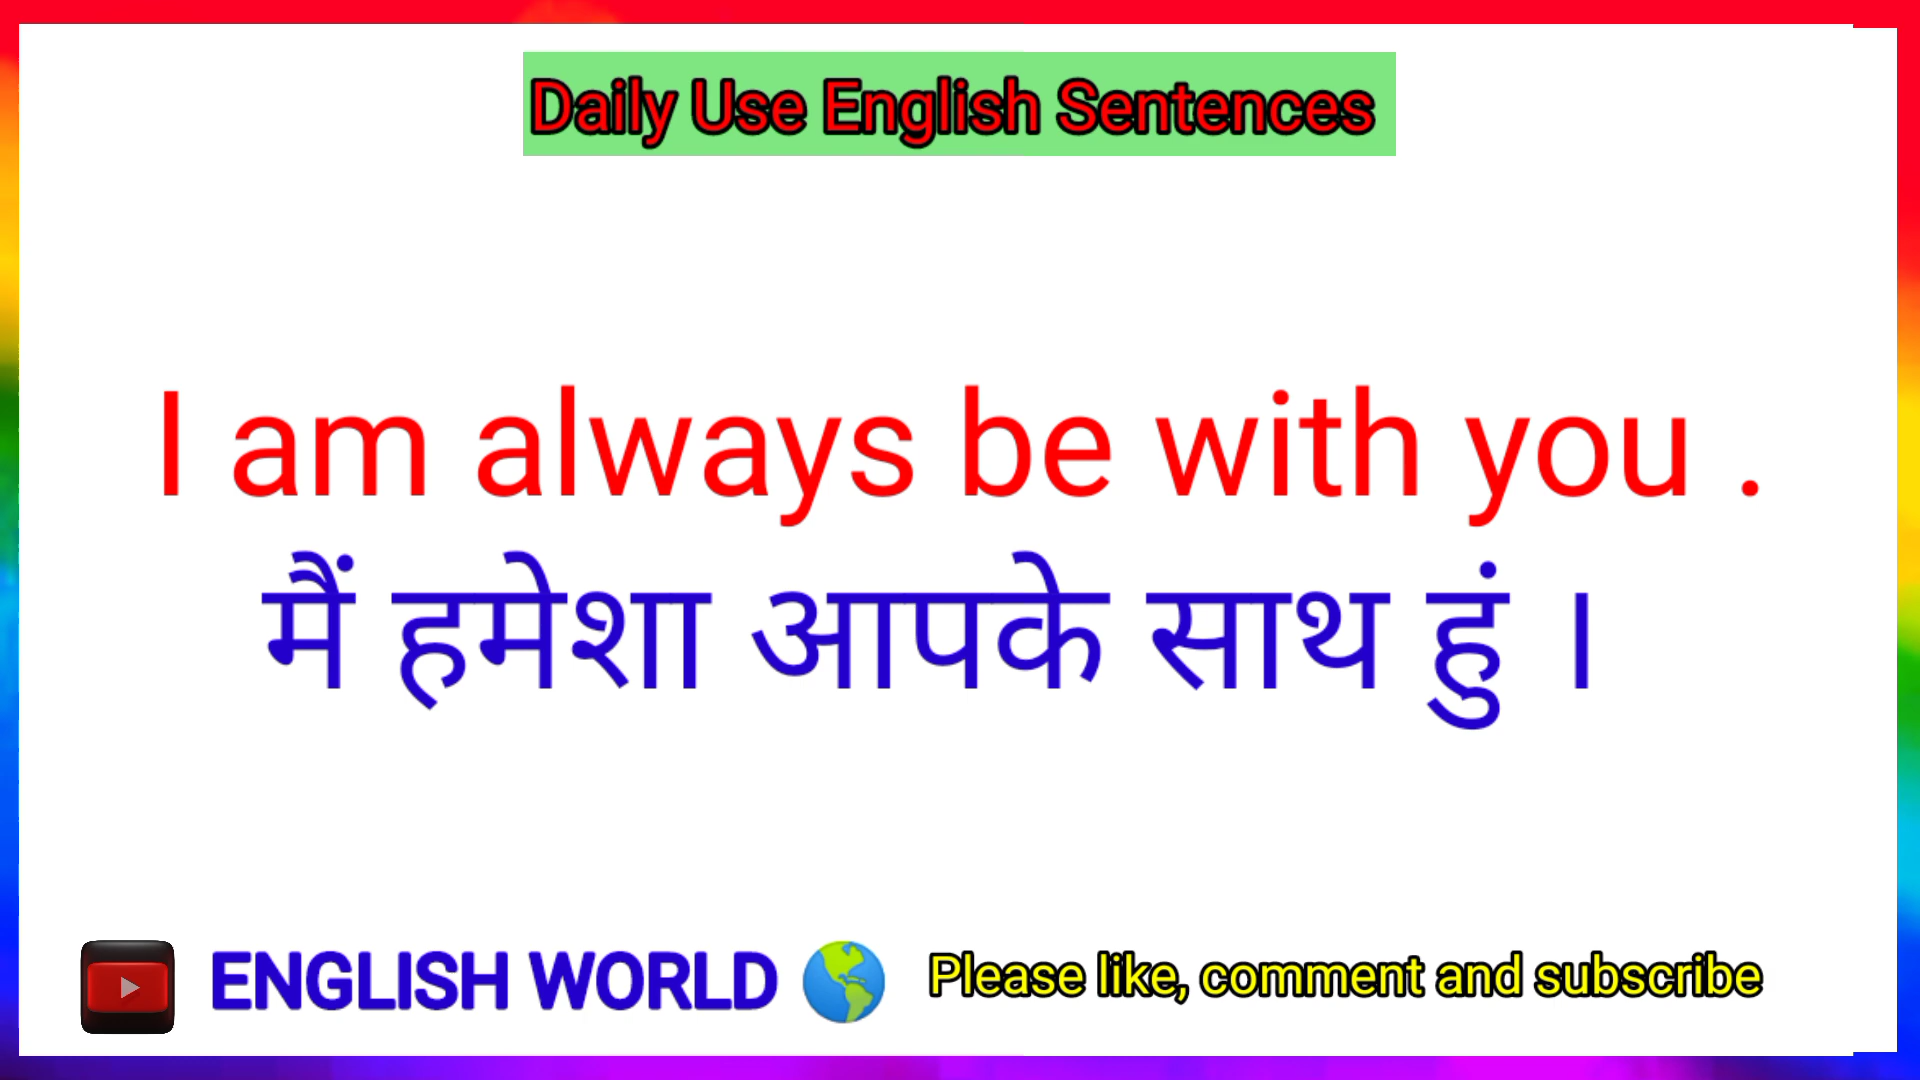 Daily Use English Sentences
I am always be with you .
मैं हमेशा आपके साथ हुं ।
ENGLISH WORLD Please like, comment and subscribe